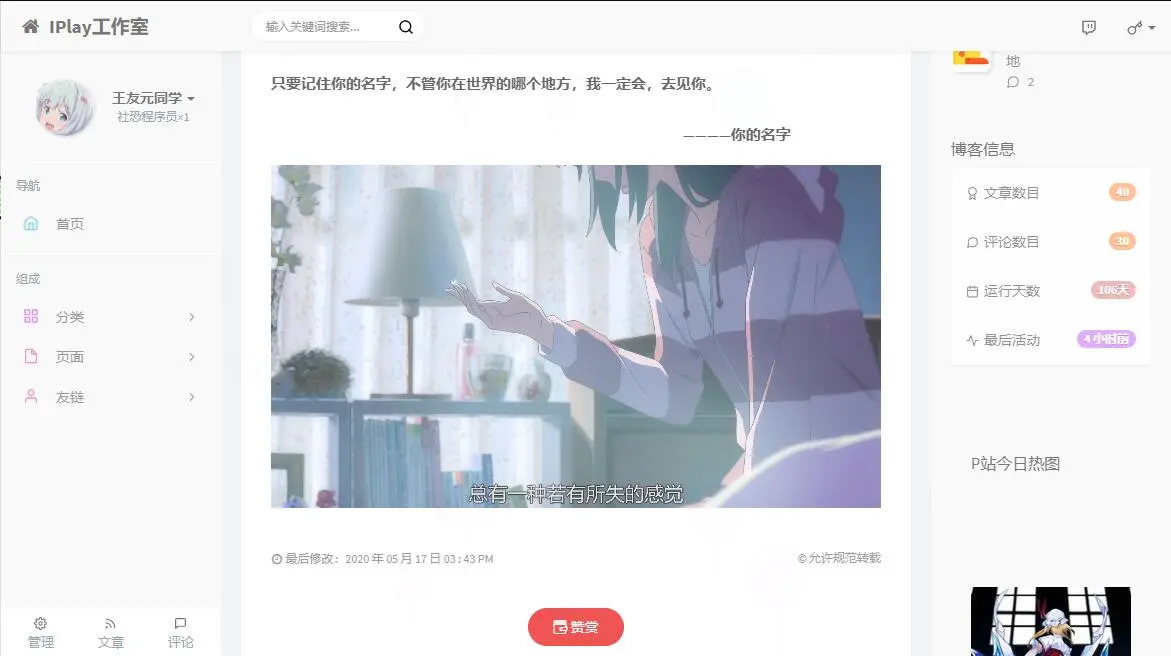 IPlay工作室
输入关键词搜索...
王友元同学
社恐程序员×1
导航
首页
组成
分类
页面
友链
管理
文章
评论
只要记住你的名字，不管你在世界的哪个地方，我一定会，去见你。
————你的名字
总有一种若有所失的感觉
最后修改：2020 年 05 月 17 日 03 : 43 PM
© 允许规范转载
赞赏
地
2
博客信息
文章数目
40
评论数目
30
运行天数
106天
最后活动
4 小时前
P站今日热图